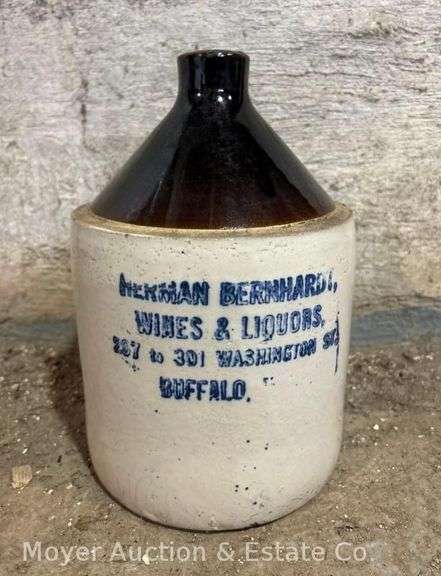 HERMAN BERNHARDT,
WINES & LIQUORS,
to 301 WASHINGTON
BUFFALO.
Moyer Auction & Estate Co.